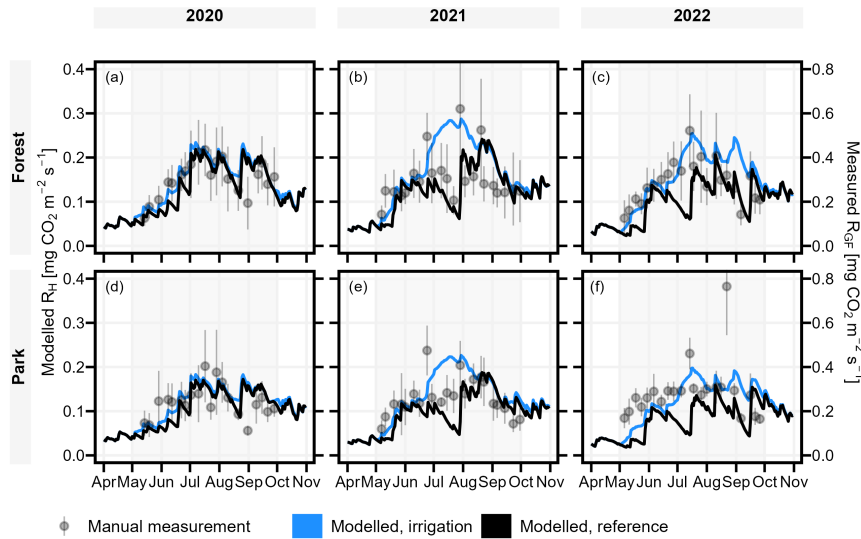 2020 2021 2022
Forest
Park
Modelled R_H [mg CO₂ m⁻² s⁻¹]
Measured R_GF [mg CO₂ m⁻² s⁻¹]
(a) (b) (c)
0.4 0.8
0.3 0.6
0.2 0.4
0.1 0.2
0.0 0.0
(d) (e) (f)
0.4 0.8
0.3 0.6
0.2 0.4
0.1 0.2
0.0 0.0
Apr May Jun Jul Aug Sep Oct Nov Apr May Jun Jul Aug Sep Oct Nov Apr May Jun Jul Aug Sep Oct Nov
Manual measurement Modelled, irrigation Modelled, reference